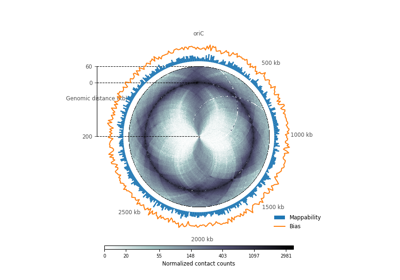 oriC
60
500 kb
0
Genomic distance
1000 kb
200
2500 kb
1500 kb
Mappability
Bias
2000 kb
0 20 55 148 403 1097 2981
Normalized contact counts